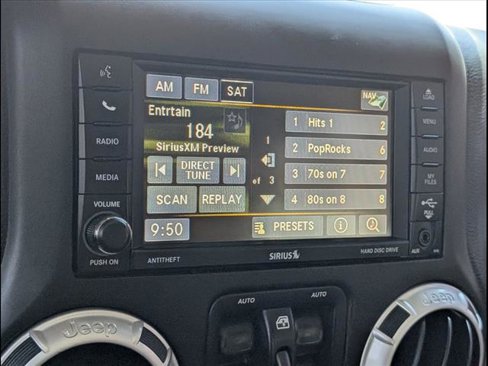 AM FM SAT
NAV
LOAD
Entrtain
184
SiriusXM Preview
DIRECT
TUNE
SCAN REPLAY
9:50
1
of 3
1 Hits 1 2
2 PopRocks 6
3 70s on 7 7
4 80s on 8 8
PRESETS
RADIO
MEDIA
VOLUME
PUSH ON
MENU
AUDIO
MY
FILES
PULL
AUX
ANTITHEFT
SIRIUS
HARD DISC DRIVE
AUTO AUTO
Jeep
Jeep